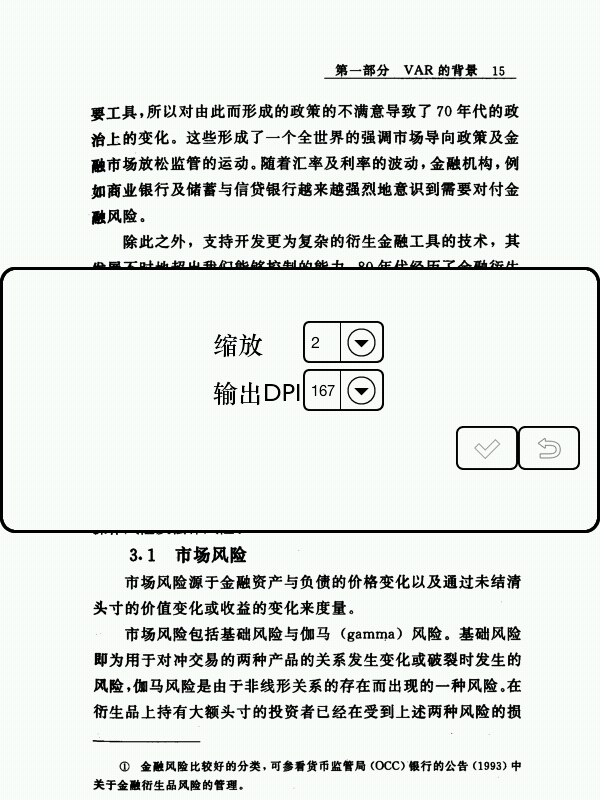 第一部分 VAR 的背景 15
要工具,所以对由此而形成的政策的不满意导致了 70 年代的政
治上的变化。这些形成了一个全世界的强调市场导向政策及金
融市场放松监管的运动。随着汇率及利率的波动,金融机构,例
如商业银行及储蓄与信贷银行越来越强烈地意识到需要对付金
融风险。
除此之外，支持开发更为复杂的衍生金融工具的技术，其
缩放 2
输出DPI 167
3.1 市场风险
市场风险源于金融资产与负债的价格变化以及通过未结清
头寸的价值变化或收益的变化来度量。
市场风险包括基础风险与伽马（gamma）风险。基础风险
即为用于对冲交易的两种产品的关系发生变化或破裂时发生的
风险,伽马风险是由于非线形关系的存在而出现的一种风险。在
衍生品上持有大额头寸的投资者已经在受到上述两种风险的损
① 金融风险比较好的分类，可参看货币监管局（OCC）银行的公告（1993）中
关于金融衍生品风险的管理。